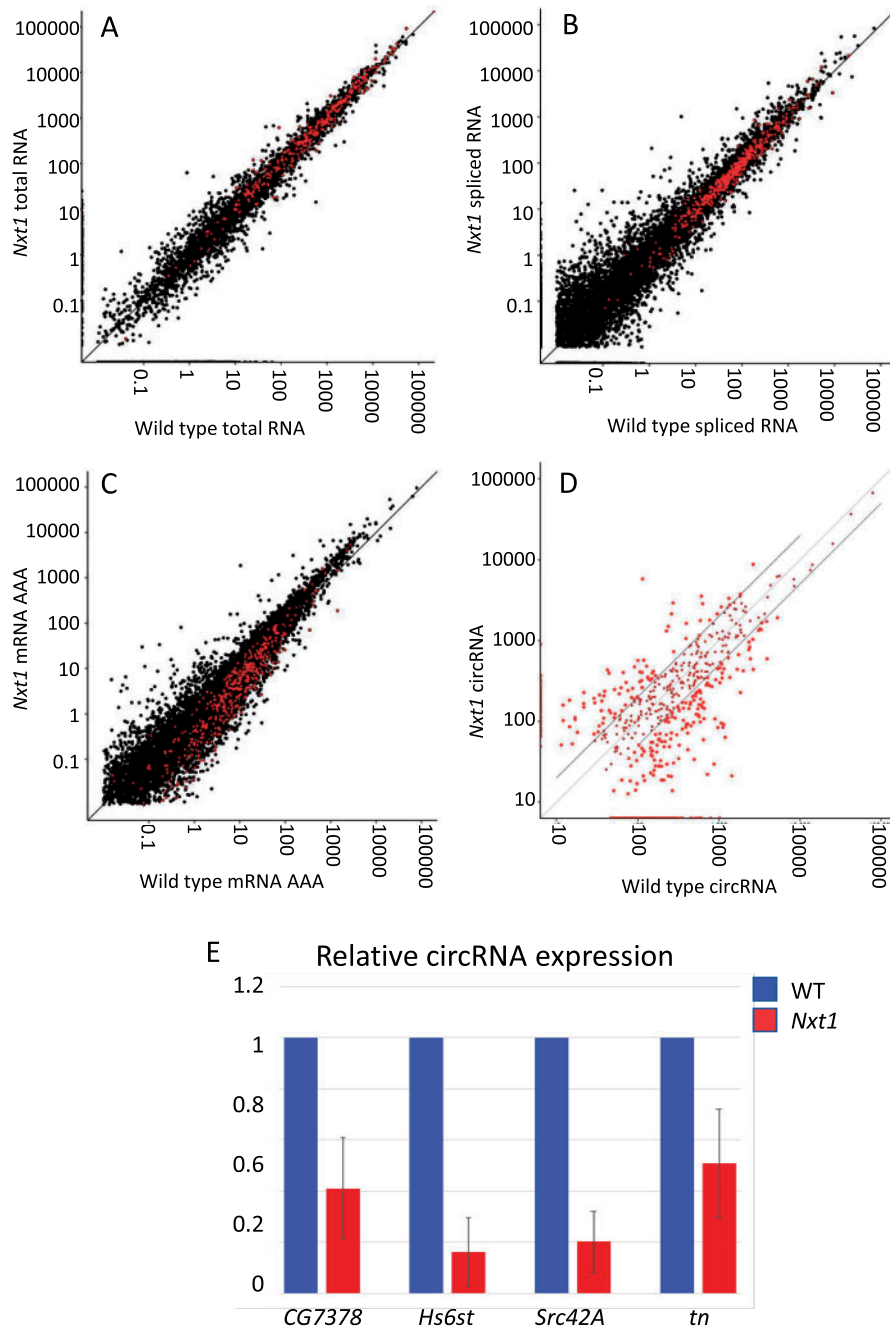 A
100000
10000
1000
100
10
1
0.1
Nxt1 total RNA
0.1
1
10
100
1000
10000
100000
Wild type total RNA
B
100000
10000
1000
100
10
1
0.1
Nxt1 spliced RNA
0.1
1
10
100
1000
10000
100000
Wild type spliced RNA
C
100000
10000
1000
100
10
1
0.1
Nxt1 mRNA AAA
0.1
1
10
100
1000
10000
100000
Wild type mRNA AAA
D
100000
10000
1000
100
10
Nxt1 circRNA
10
100
1000
10000
100000
Wild type circRNA
E
Relative circRNA expression
1.2
1
0.8
0.6
0.2
0
WT
Nxt1
CG7378
Hs6st
Src42A
tn